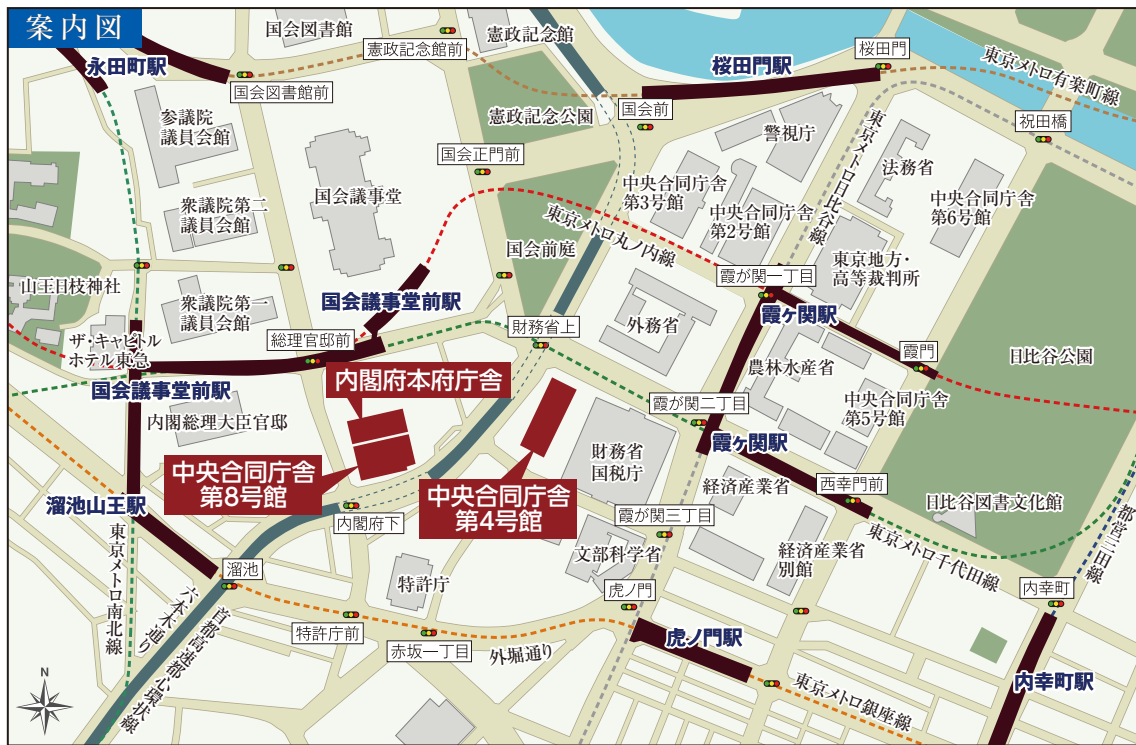 案内図
国会図書館
憲政記念館前
憲政記念館
桜田門
永田町駅
桜田門駅
東京メトロ有楽町線
国会図書館前
国会前
参議院
議員会館
憲政記念公園
警視庁
東京メトロ日比谷線
祝田橋
国会正門前
法務省
国会議事堂
中央合同庁舎
第3号館
中央合同庁舎
第2号館
中央合同庁舎
第6号館
衆議院第二
議員会館
東京メトロ丸ノ内線
国会前庭
東京地方・
高等裁判所
霞が関一丁目
山王日枝神社
国会議事堂前駅
衆議院第一
議員会館
霞ヶ関駅
外務省
財務省上
総理官邸前
ザ・キャピトル
ホテル東急
霞門
日比谷公園
農林水産省
国会議事堂前駅
内閣府本府庁舎
中央合同庁舎
第5号館
霞が関二丁目
内閣総理大臣官邸
霞ヶ関駅
財務省
国税庁
中央合同庁舎
第8号館
経済産業省
西幸門前
中央合同庁舎
第4号館
溜池山王駅
日比谷図書文化館
内閣府下
霞が関三丁目
都営三田線
東京メトロ南北線
文部科学省
経済産業省
別館
東京メトロ千代田線
溜池
特許庁
虎ノ門
内幸町
六本木通り
首都高速都心環状線
特許庁前
赤坂一丁目
外堀通り
虎ノ門駅
内幸町駅
東京メトロ銀座線
N